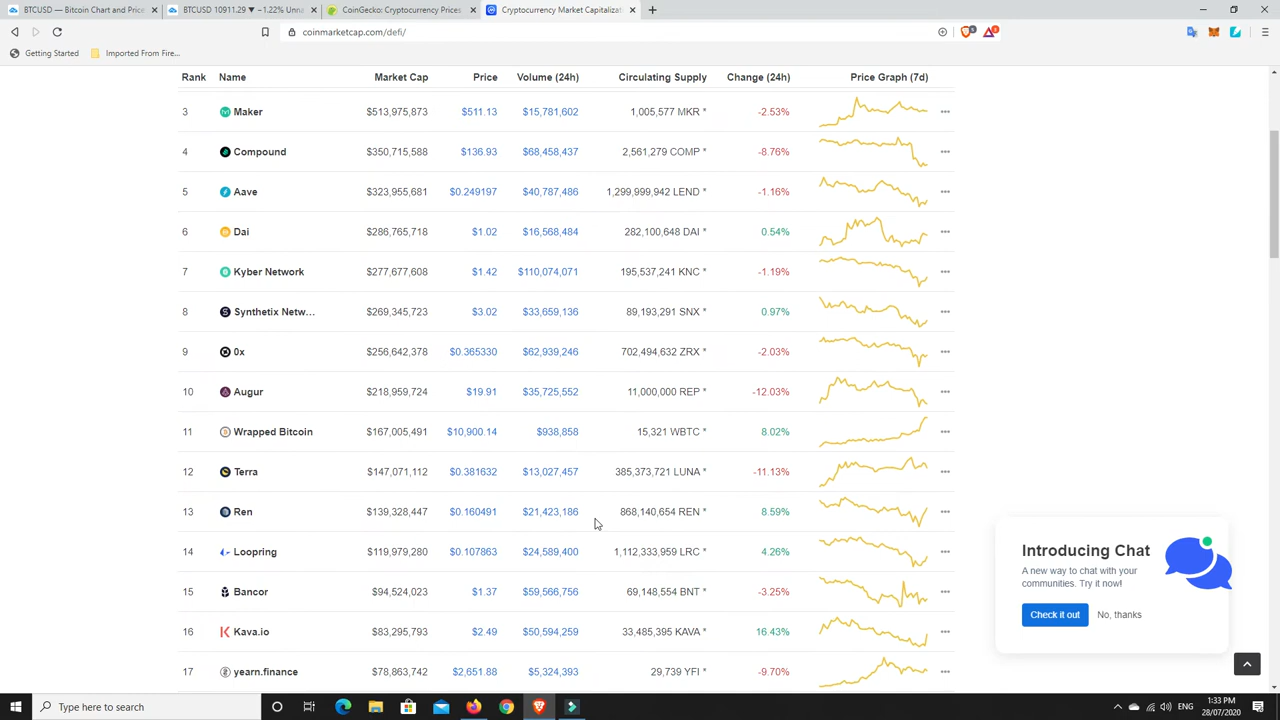 BTCUSD — Bitcoin Chart and Price
BTCUSD 10911.29 ▼ −1.22% Unna
CoinGecko: Cryptocurrency Prices
Cryptocurrency Market Capitalizat
coinmarketcap.com/defi/
Getting Started
Imported From Fire...
Rank Name Market Cap Price Volume (24h) Circulating Supply Change (24h) Price Graph (7d)
3 Maker $513,975,873 $511.13 $15,781,602 1,005,577 MKR * -2.53%
4 Compound $350,715,588 $136.93 $68,458,437 2,561,279 COMP * -8.76%
5 Aave $323,955,681 $0.249197 $40,787,486 1,299,999,942 LEND * -1.16%
6 Dai $286,765,718 $1.02 $16,568,484 282,100,648 DAI * 0.54%
7 Kyber Network $277,677,608 $1.42 $110,074,071 195,537,241 KNC * -1.19%
8 Synthetix Netw... $269,345,723 $3.02 $33,659,136 89,193,291 SNX * 0.97%
9 0x $256,642,378 $0.365330 $62,939,246 702,494,632 ZRX * -2.03%
10 Augur $218,959,724 $19.91 $35,725,552 11,000,000 REP * -12.03%
11 Wrapped Bitcoin $167,005,491 $10,900.14 $938,858 15,321 WBTC * 8.02%
12 Terra $147,071,112 $0.381632 $13,027,457 385,373,721 LUNA * -11.13%
13 Ren $139,328,447 $0.160491 $21,423,186 868,140,654 REN * 8.59%
14 Loopring $119,979,280 $0.107863 $24,589,400 1,112,333,959 LRC * 4.26%
15 Bancor $94,524,723 $1.37 $59,566,756 69,148,554 BNT * -3.25%
16 Kava.io $83,295,793 $2.49 $50,594,259 33,485,395 KAVA * 16.43%
17 yearn.finance $78,863,742 $2,651.88 $5,324,393 29,739 YFI * -9.70%
Introducing Chat
A new way to chat with your
communities. Try it now!
Check it out No, thanks
Type here to search
ENG
1:33 PM
28/07/2020